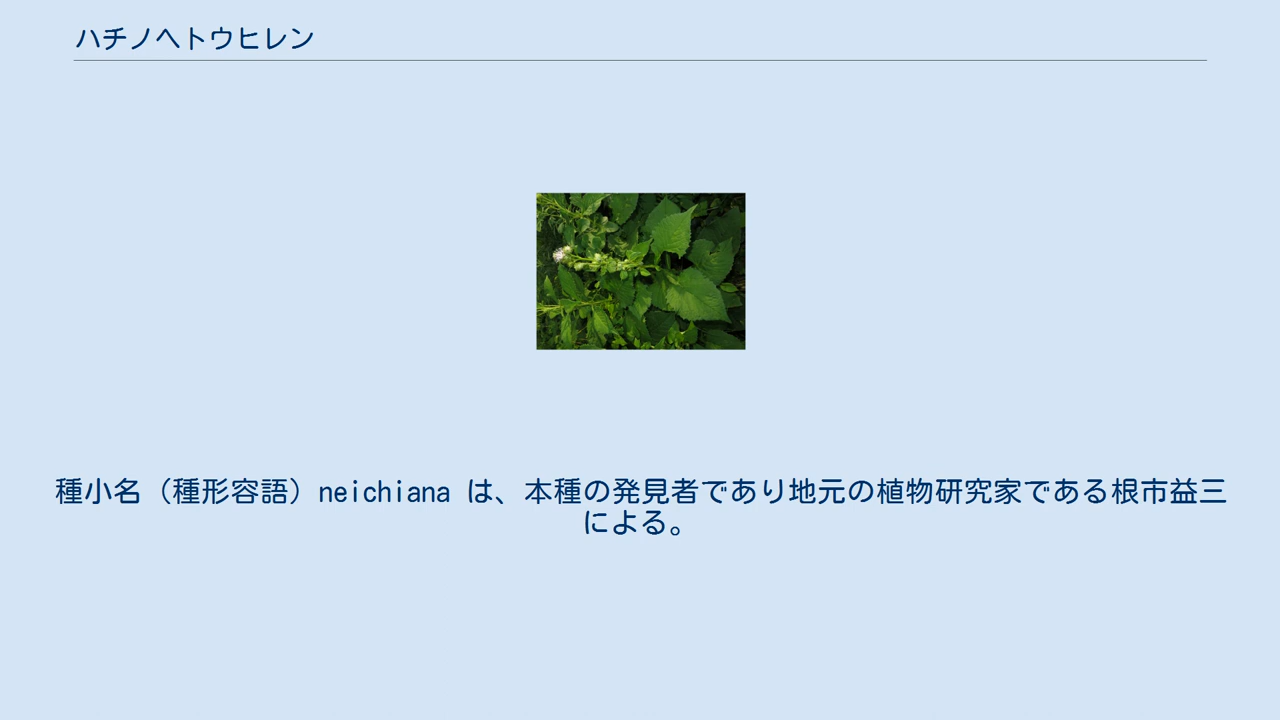 ハチノヘトウヒレン
種小名（種形容語）neichiana は、本種の発見者であり地元の植物研究家である根市益三
による。